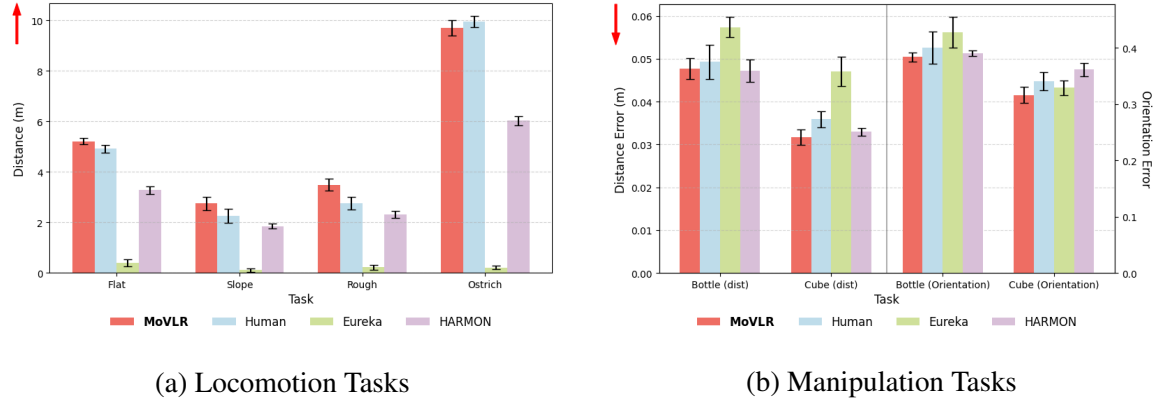 10
8
6
4
2
0
Distance (m)
Flat
Slope
Rough
Ostrich
Task
MoVLR
Human
Eureka
HARMON
(a) Locomotion Tasks
0.06
0.05
0.04
0.03
0.02
0.01
0.00
Distance Error (m)
0.4
0.3
0.2
0.1
0.0
Orientation Error
Bottle (dist)
Cube (dist)
Bottle (Orientation)
Cube (Orientation)
Task
MoVLR
Human
Eureka
HARMON
(b) Manipulation Tasks